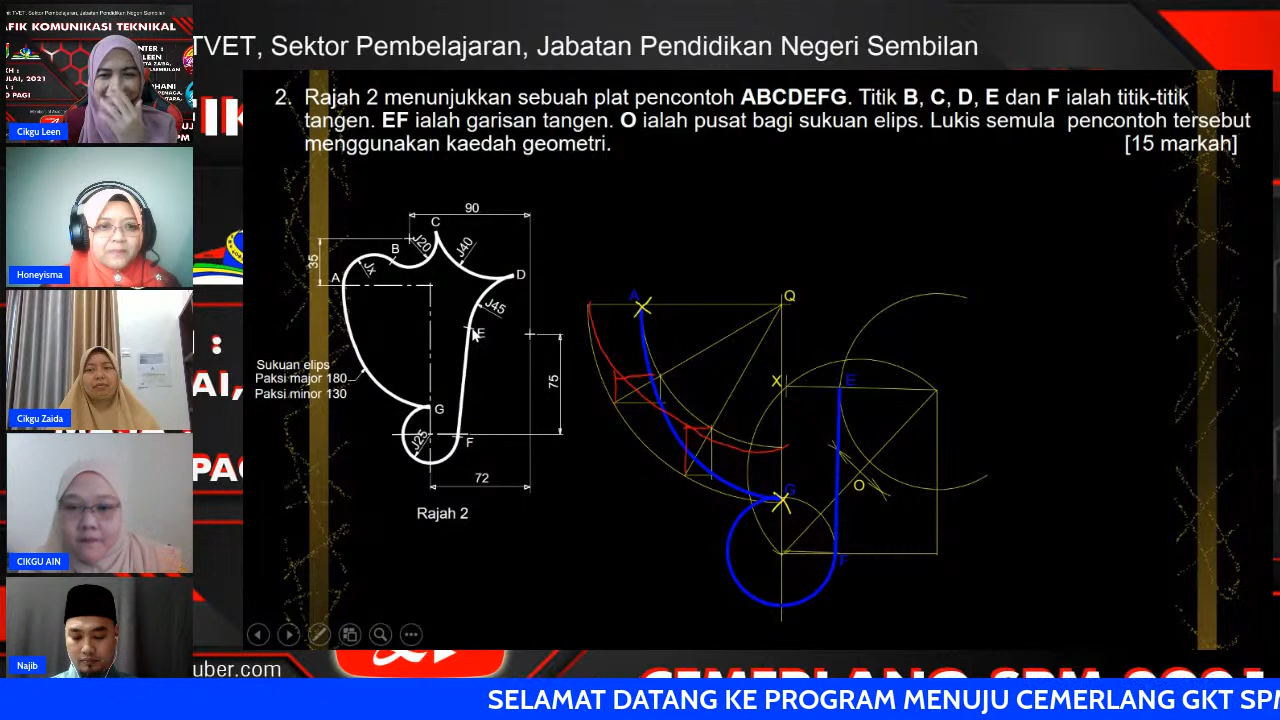 TVET, Sektor Pembelajaran, Jabatan Pendidikan Negeri Sembilan
AFIK KOMUNIKASI TEKNIKAL
Cikgu Leen
Honeyisma
Cikgu Zaida
CIKGU AIN
Najib
2. Rajah 2 menunjukkan sebuah plat pencontoh ABCDEFG. Titik B, C, D, E dan F ialah titik-titik
tangen. EF ialah garisan tangen. O ialah pusat bagi sukuan elips. Lukis semula pencontoh tersebut
menggunakan kaedah geometri. [15 markah]
90
C
J20
J40
B
35
Jx
A
D
J45
E
Sukuan elips
Paksi major 180
Paksi minor 130
75
G
J25
F
72
Rajah 2
A
Q
X
E
G
O
F
uber.com
CEMERLANG SPM 2021
SELAMAT DATANG KE PROGRAM MENUJU CEMERLANG GKT SPM